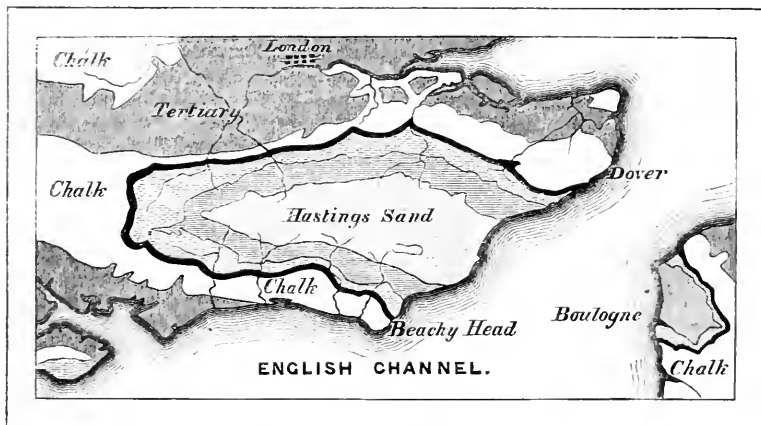 London
Chalk
Tertiary
Chalk
Dover
Hastings Sand
Chalk
Beachy Head
Boulogne
Chalk
ENGLISH CHANNEL.